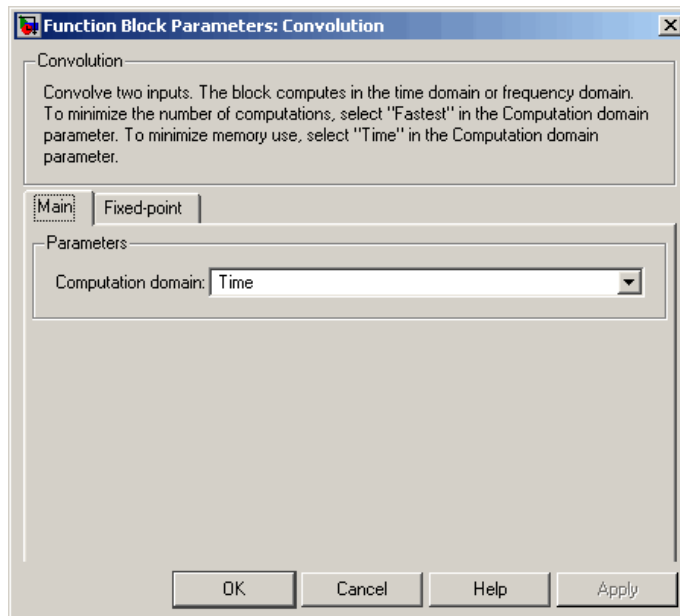 Function Block Parameters: Convolution
Convolution
Convolve two inputs. The block computes in the time domain or frequency domain.
To minimize the number of computations, select "Fastest" in the Computation domain
parameter. To minimize memory use, select "Time" in the Computation domain
parameter.
Main Fixed-point
Parameters
Computation domain: Time
OK Cancel Help Apply